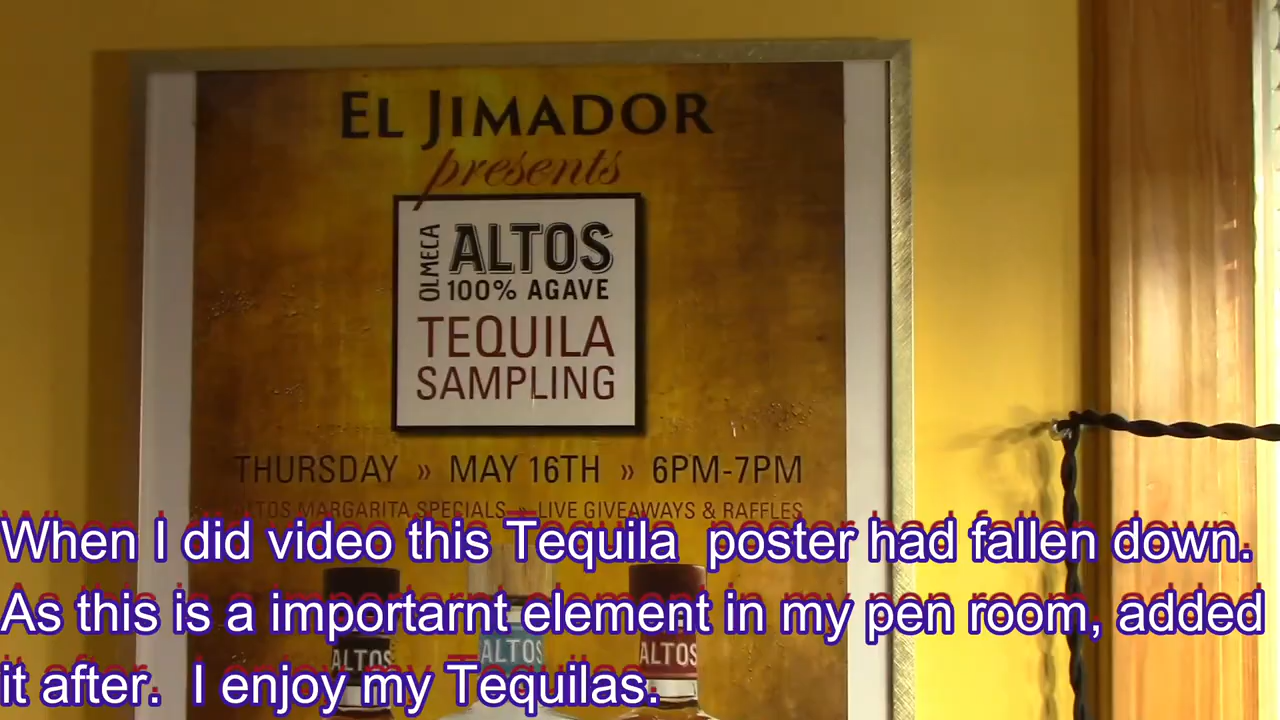 EL JIMADOR
presents
OLMECA
ALTOS
100% AGAVE
TEQUILA
SAMPLING
THURSDAY » MAY 16TH » 6PM-7PM
ALTOS MARGARITA SPECIALS » LIVE GIVEAWAYS & RAFFLES
When I did video this Tequila poster had fallen down.
As this is a importarnt element in my pen room, added
it after. I enjoy my Tequilas.
ALTOS
ALTOS
ALTOS